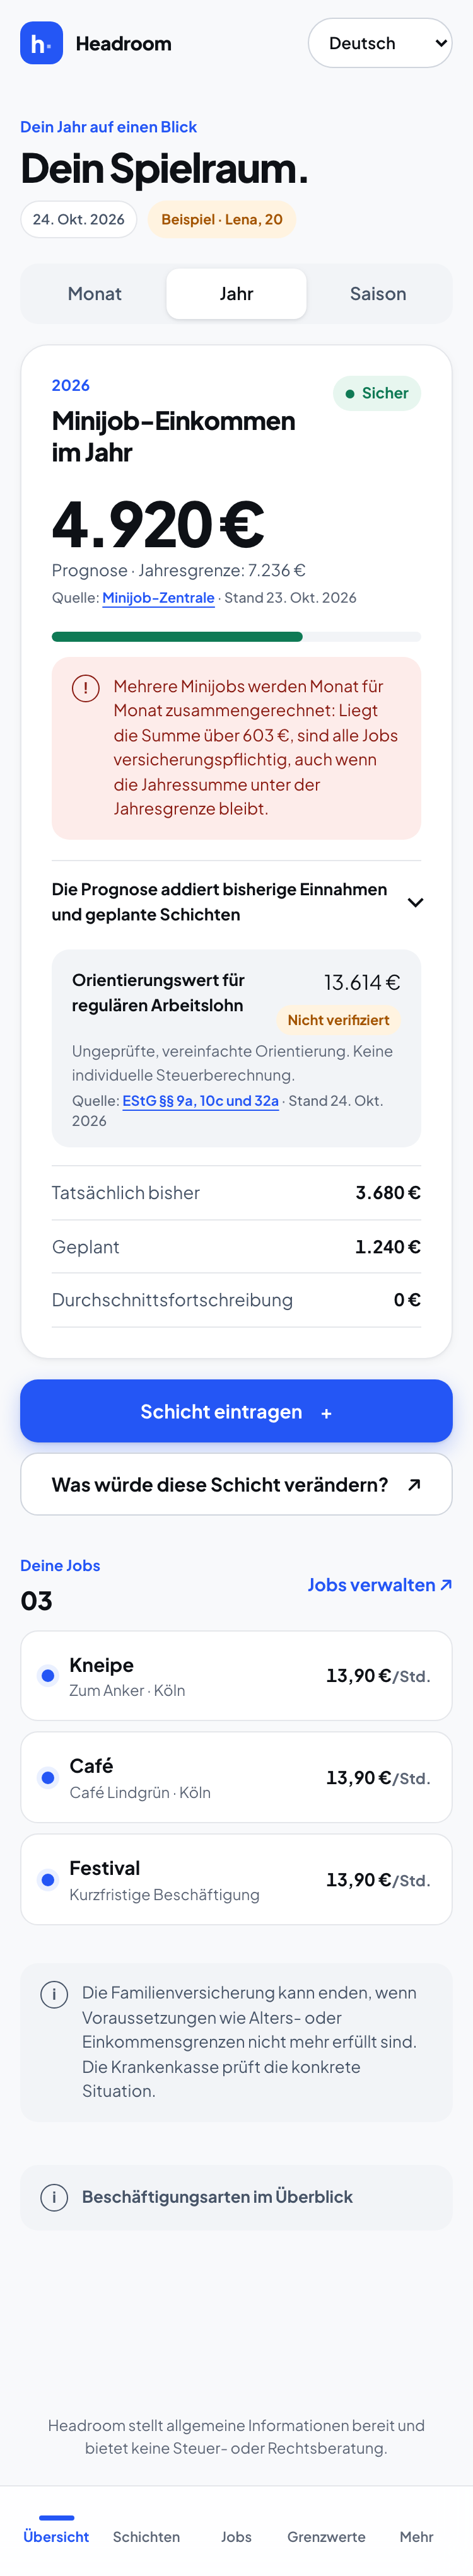 h.
Headroom
Deutsch
Dein Jahr auf einen Blick
Dein Spielraum.
24. Okt. 2026
Beispiel · Lena, 20
Monat
Jahr
Saison
2026
Sicher
Minijob-Einkommen
im Jahr
4.920 €
Prognose · Jahresgrenze: 7.236 €
Quelle: Minijob-Zentrale · Stand 23. Okt. 2026
! Mehrere Minijobs werden Monat für
Monat zusammengerechnet: Liegt
die Summe über 603 €, sind alle Jobs
versicherungspflichtig, auch wenn
die Jahressumme unter der
Jahresgrenze bleibt.
Die Prognose addiert bisherige Einnahmen
und geplante Schichten
Orientierungswert für
regulären Arbeitslohn
13.614 €
Nicht verifiziert
Ungeprüfte, vereinfachte Orientierung. Keine
individuelle Steuerberechnung.
Quelle: EStG §§ 9a, 10c und 32a · Stand 24. Okt.
2026
Tatsächlich bisher 3.680 €
Geplant 1.240 €
Durchschnittsfortschreibung 0 €
Schicht eintragen +
Was würde diese Schicht verändern? ↗
Deine Jobs
03
Jobs verwalten ↗
Kneipe
Zum Anker · Köln
13,90 €/Std.
Café
Café Lindgrün · Köln
13,90 €/Std.
Festival
Kurzfristige Beschäftigung
13,90 €/Std.
i Die Familienversicherung kann enden, wenn
Voraussetzungen wie Alters- oder
Einkommensgrenzen nicht mehr erfüllt sind.
Die Krankenkasse prüft die konkrete
Situation.
i Beschäftigungsarten im Überblick
Headroom stellt allgemeine Informationen bereit und
bietet keine Steuer- oder Rechtsberatung.
Übersicht
Schichten
Jobs
Grenzwerte
Mehr